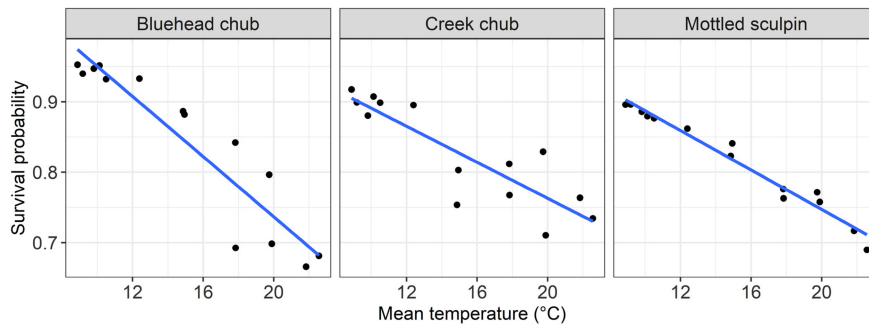 Bluehead chub
Creek chub
Mottled sculpin
Survival probability
0.9
0.8
0.7
12 16 20
12 16 20
12 16 20
Mean temperature (°C)